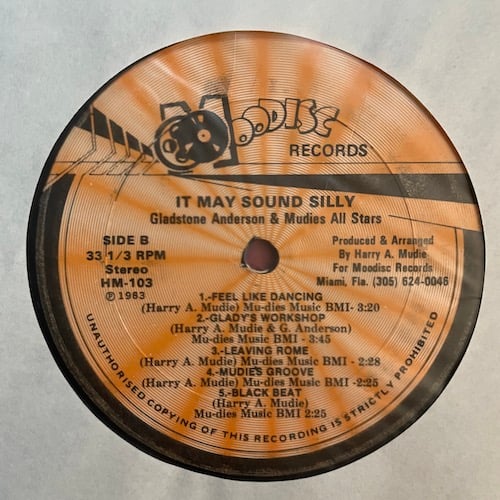 MOODISC
RECORDS
IT MAY SOUND SILLY
Gladstone Anderson & Mudies All Stars
SIDE B
33 1/3 RPM
Stereo
HM-103
℗ 1983
Produced & Arranged
By Harry A. Mudie
For Moodisc Records
Miami, Fla. (305) 624-0046
1.-FEEL LIKE DANCING
(Harry A. Mudie) Mu-dies Music BMI- 3:20
2.-GLADY'S WORKSHOP
(Harry A. Mudie & G. Anderson)
Mu-dies Music BMI - 3:45
3.-LEAVING ROME
(Harry A. Mudie) Mu-dies Music BMI - 2:28
4.-MUDIE'S GROOVE
(Harry A. Mudie) Mu-dies Music BMI -2:25
5.-BLACK BEAT
(Harry A. Mudie)
Mu-dies Music BMI 2:25
UNAUTHORISED COPYING OF THIS RECORDING IS STRICTLY PROHIBITED